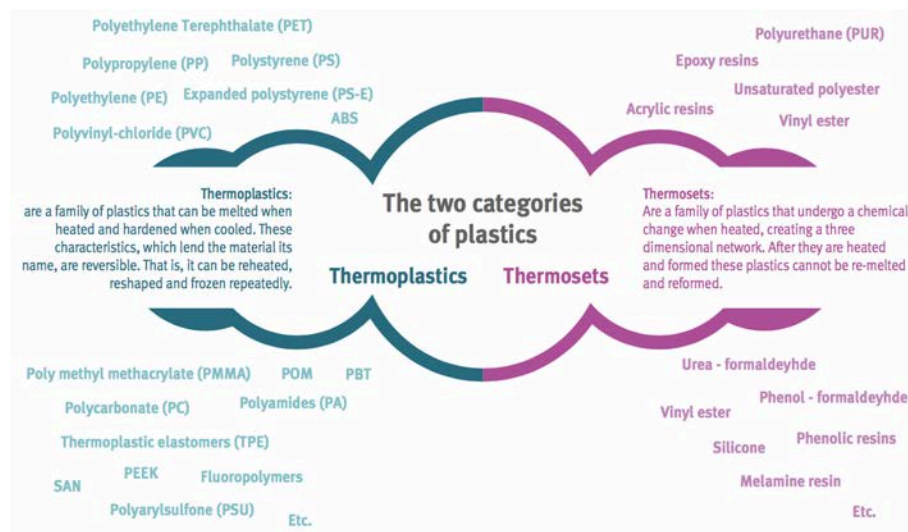 Polyethylene Terephthalate (PET)
Polypropylene (PP)
Polystyrene (PS)
Polyethylene (PE)
Expanded polystyrene (PS-E)
ABS
Polyvinyl-chloride (PVC)
Polyurethane (PUR)
Epoxy resins
Unsaturated polyester
Acrylic resins
Vinyl ester
Thermoplastics:
are a family of plastics that can be melted when
heated and hardened when cooled. These
characteristics, which lend the material its
name, are reversible. That is, it can be reheated,
reshaped and frozen repeatedly.
The two categories
of plastics
Thermoplastics
Thermosets
Thermosets:
Are a family of plastics that undergo a chemical
change when heated, creating a three
dimensional network. After they are heated
and formed these plastics cannot be re-melted
and reformed.
Poly methyl methacrylate (PMMA)
POM
PBT
Polycarbonate (PC)
Polyamides (PA)
Thermoplastic elastomers (TPE)
SAN
PEEK
Fluoropolymers
Polyarylsulfone (PSU)
Etc.
Urea - formaldeyhde
Phenol - formaldeyhde
Vinyl ester
Silicone
Phenolic resins
Melamine resin
Etc.